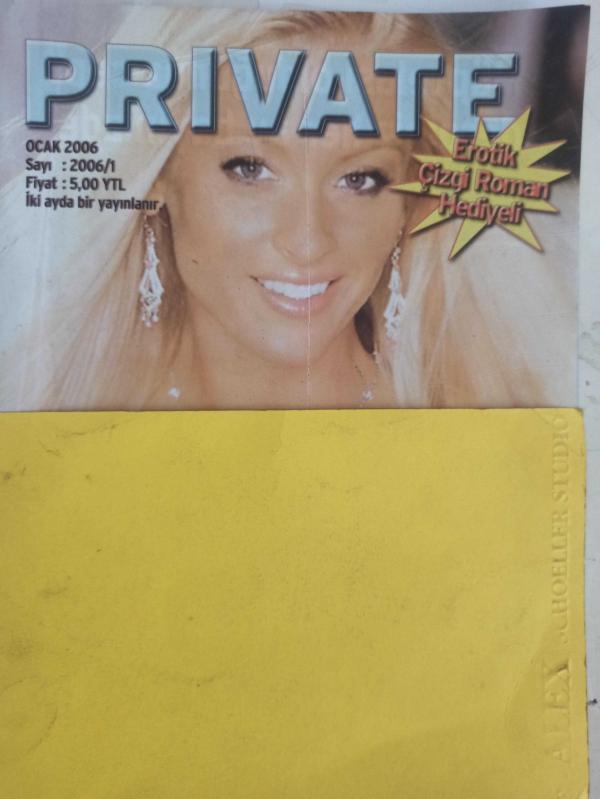 PRIVATE
OCAK 2006
Sayı : 2006/1
Fiyat : 5,00 YTL
İki ayda bir yayınlanır.
Erotik
Çizgi Roman
Hediyeli
ALEX SCHOELLER STUDIO